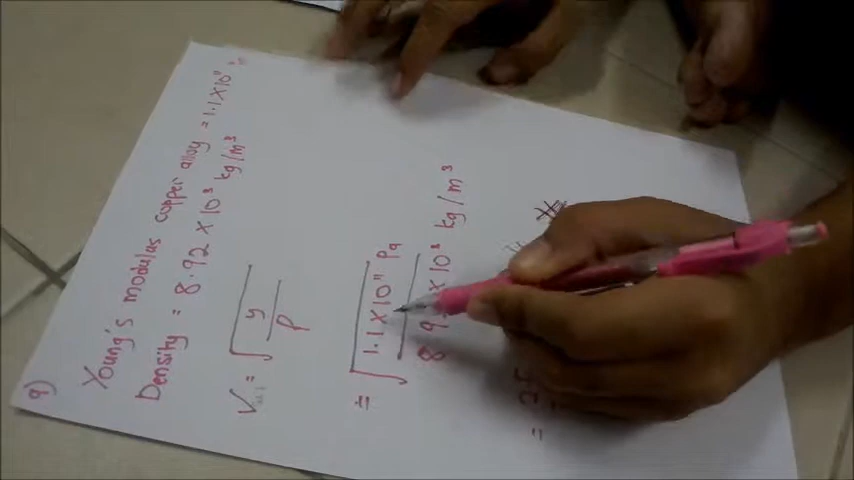 a)
Young's modulus copper alloy = 1.1 × 10¹¹
Density = 8.92 × 10³ kg/m³
V = √ y
p
= √ 1.1 × 10¹¹ Pa
8.9 × 10³ kg/m³
=